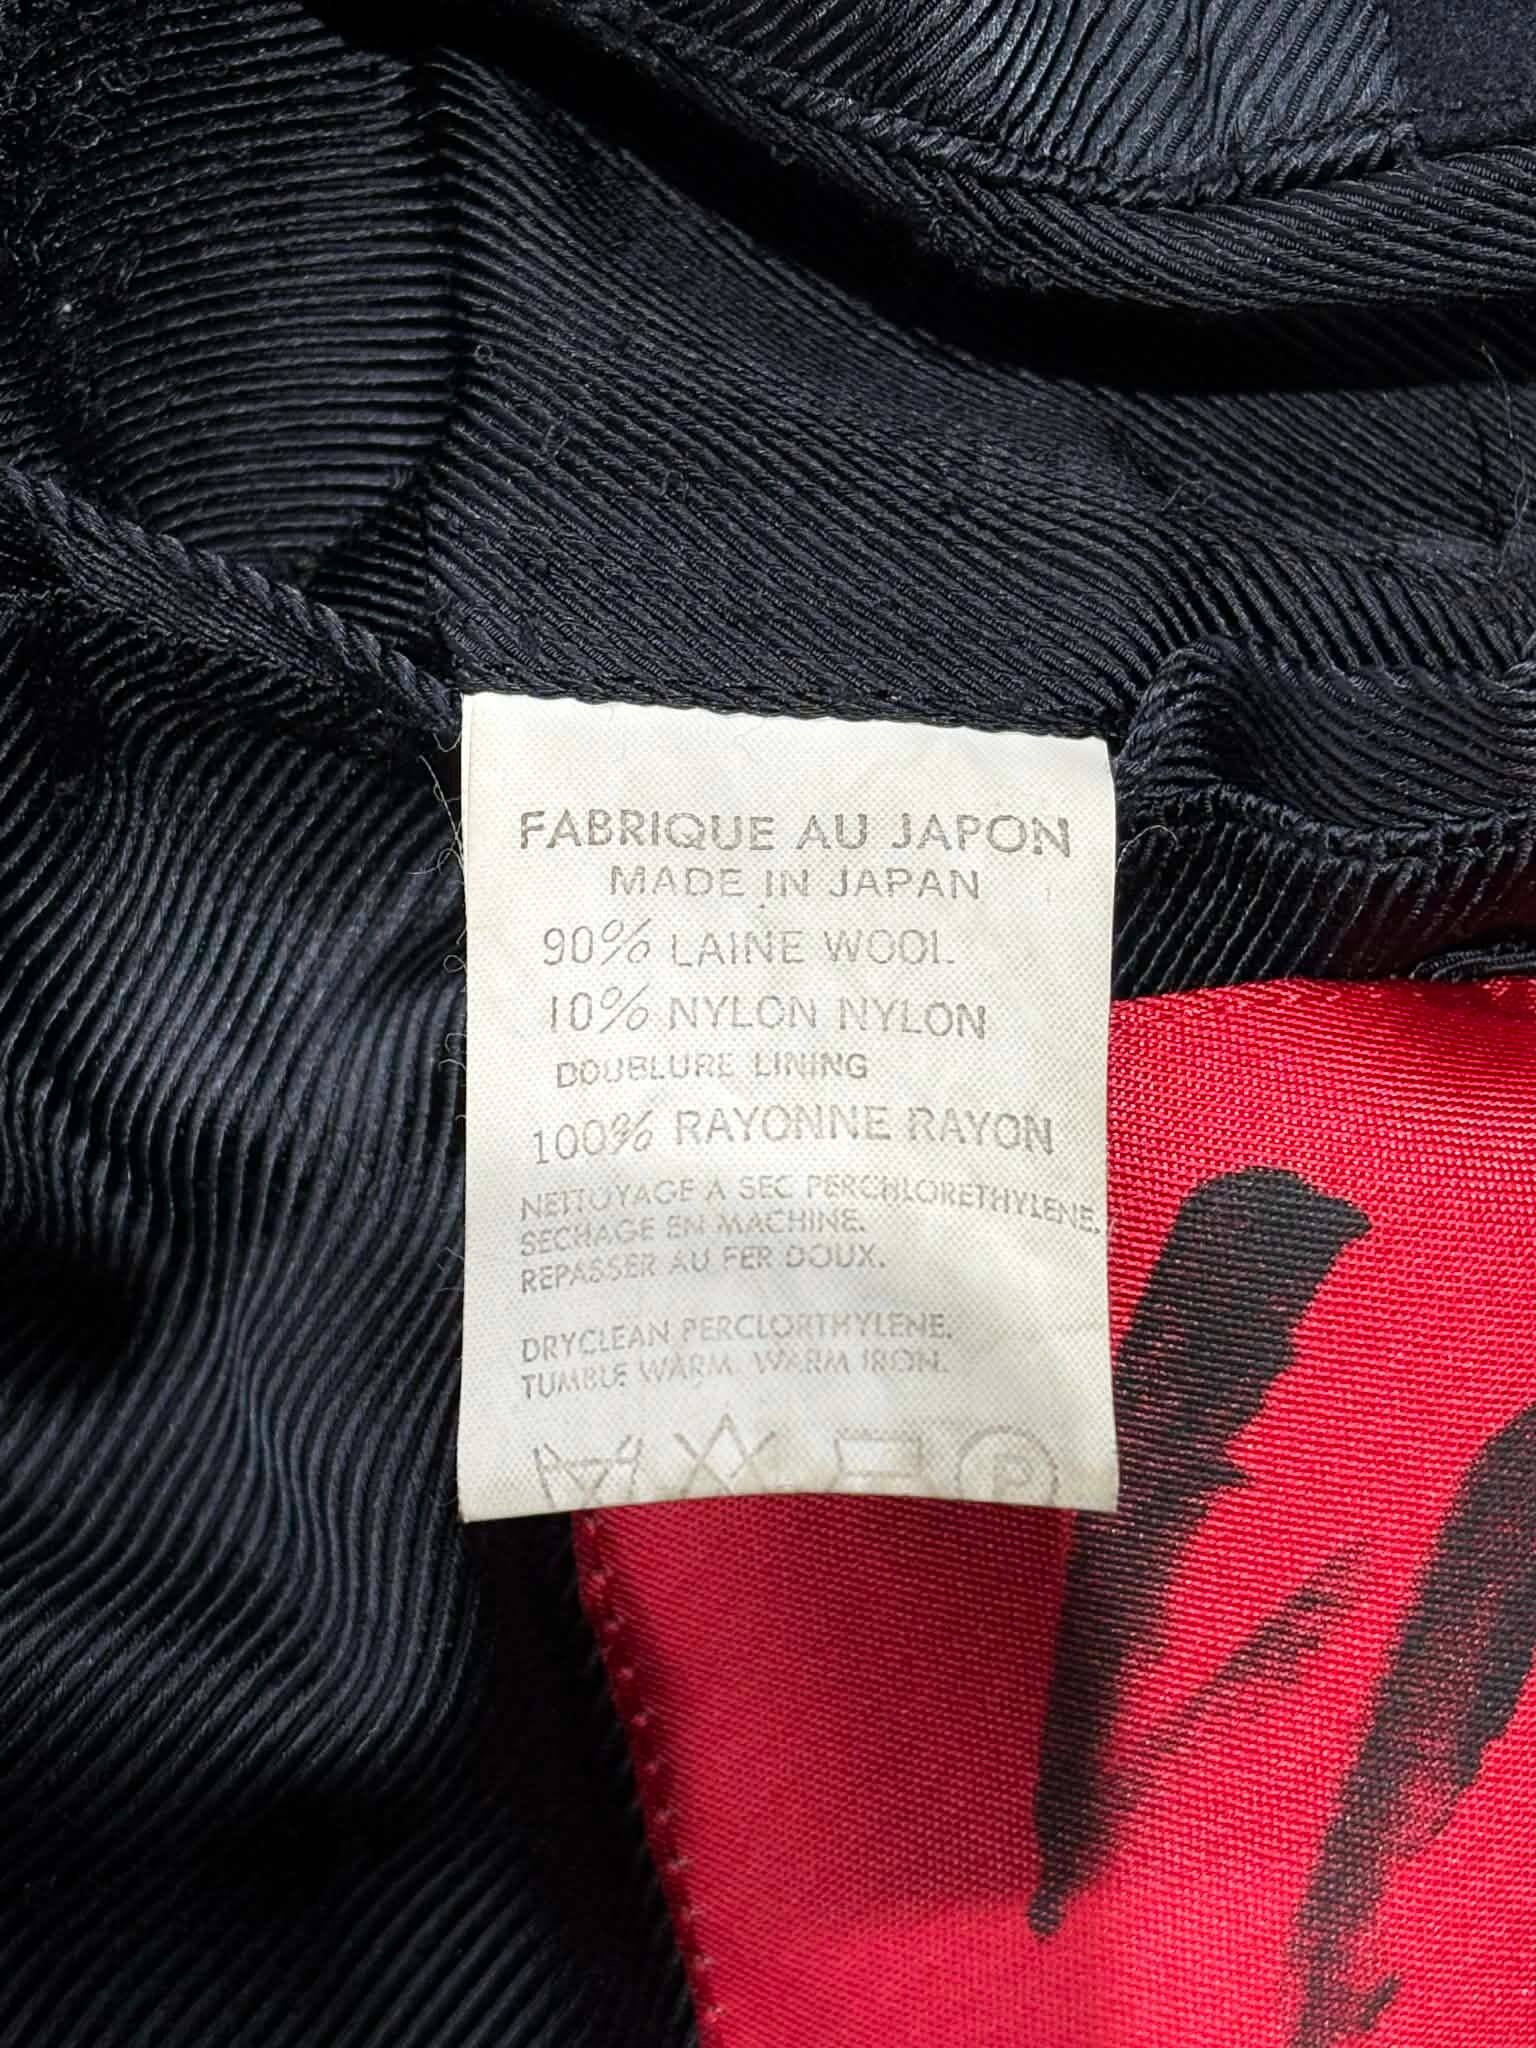 FABRIQUE AU JAPON
MADE IN JAPAN
90% LAINE WOOL
10% NYLON NYLON
DOUBLURE LINING
100% RAYONNE RAYON
NETTOYAGE A SEC PERCHLORETHYLENE.
SECHAGE EN MACHINE.
REPASSER AU FER DOUX.
DRYCLEAN PERCLORTHYLENE.
TUMBLE WARM. WARM IRON.
P